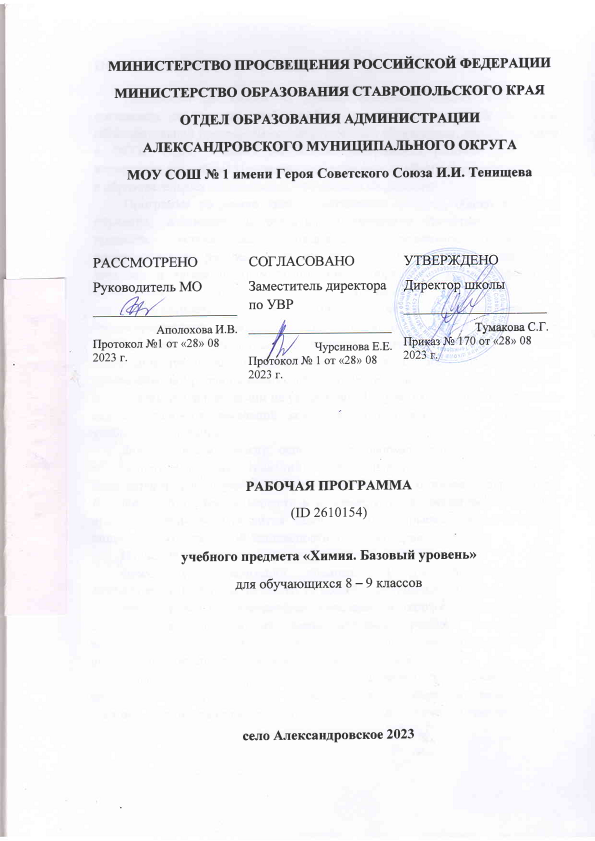 МИНИСТЕРСТВО ПРОСВЕЩЕНИЯ РОССИЙСКОЙ ФЕДЕРАЦИИ
МИНИСТЕРСТВО ОБРАЗОВАНИЯ СТАВРОПОЛЬСКОГО КРАЯ
ОТДЕЛ ОБРАЗОВАНИЯ АДМИНИСТРАЦИИ
АЛЕКСАНДРОВСКОГО МУНИЦИПАЛЬНОГО ОКРУГА
МОУ СОШ № 1 имени Героя Советского Союза И.И. Тенищева
РАССМОТРЕНО
Руководитель МО
Аполохова И.В.
Протокол №1 от «28» 08
2023 г.
СОГЛАСОВАНО
Заместитель директора
по УВР
Чурсинова Е.Е.
Протокол № 1 от «28» 08
2023 г.
УТВЕРЖДЕНО
Директор школы
Тумакова С.Г.
Приказ № 170 от «28» 08
2023 г.
РАБОЧАЯ ПРОГРАММА
(ID 2610154)
учебного предмета «Химия. Базовый уровень»
для обучающихся 8 – 9 классов
село Александровское 2023